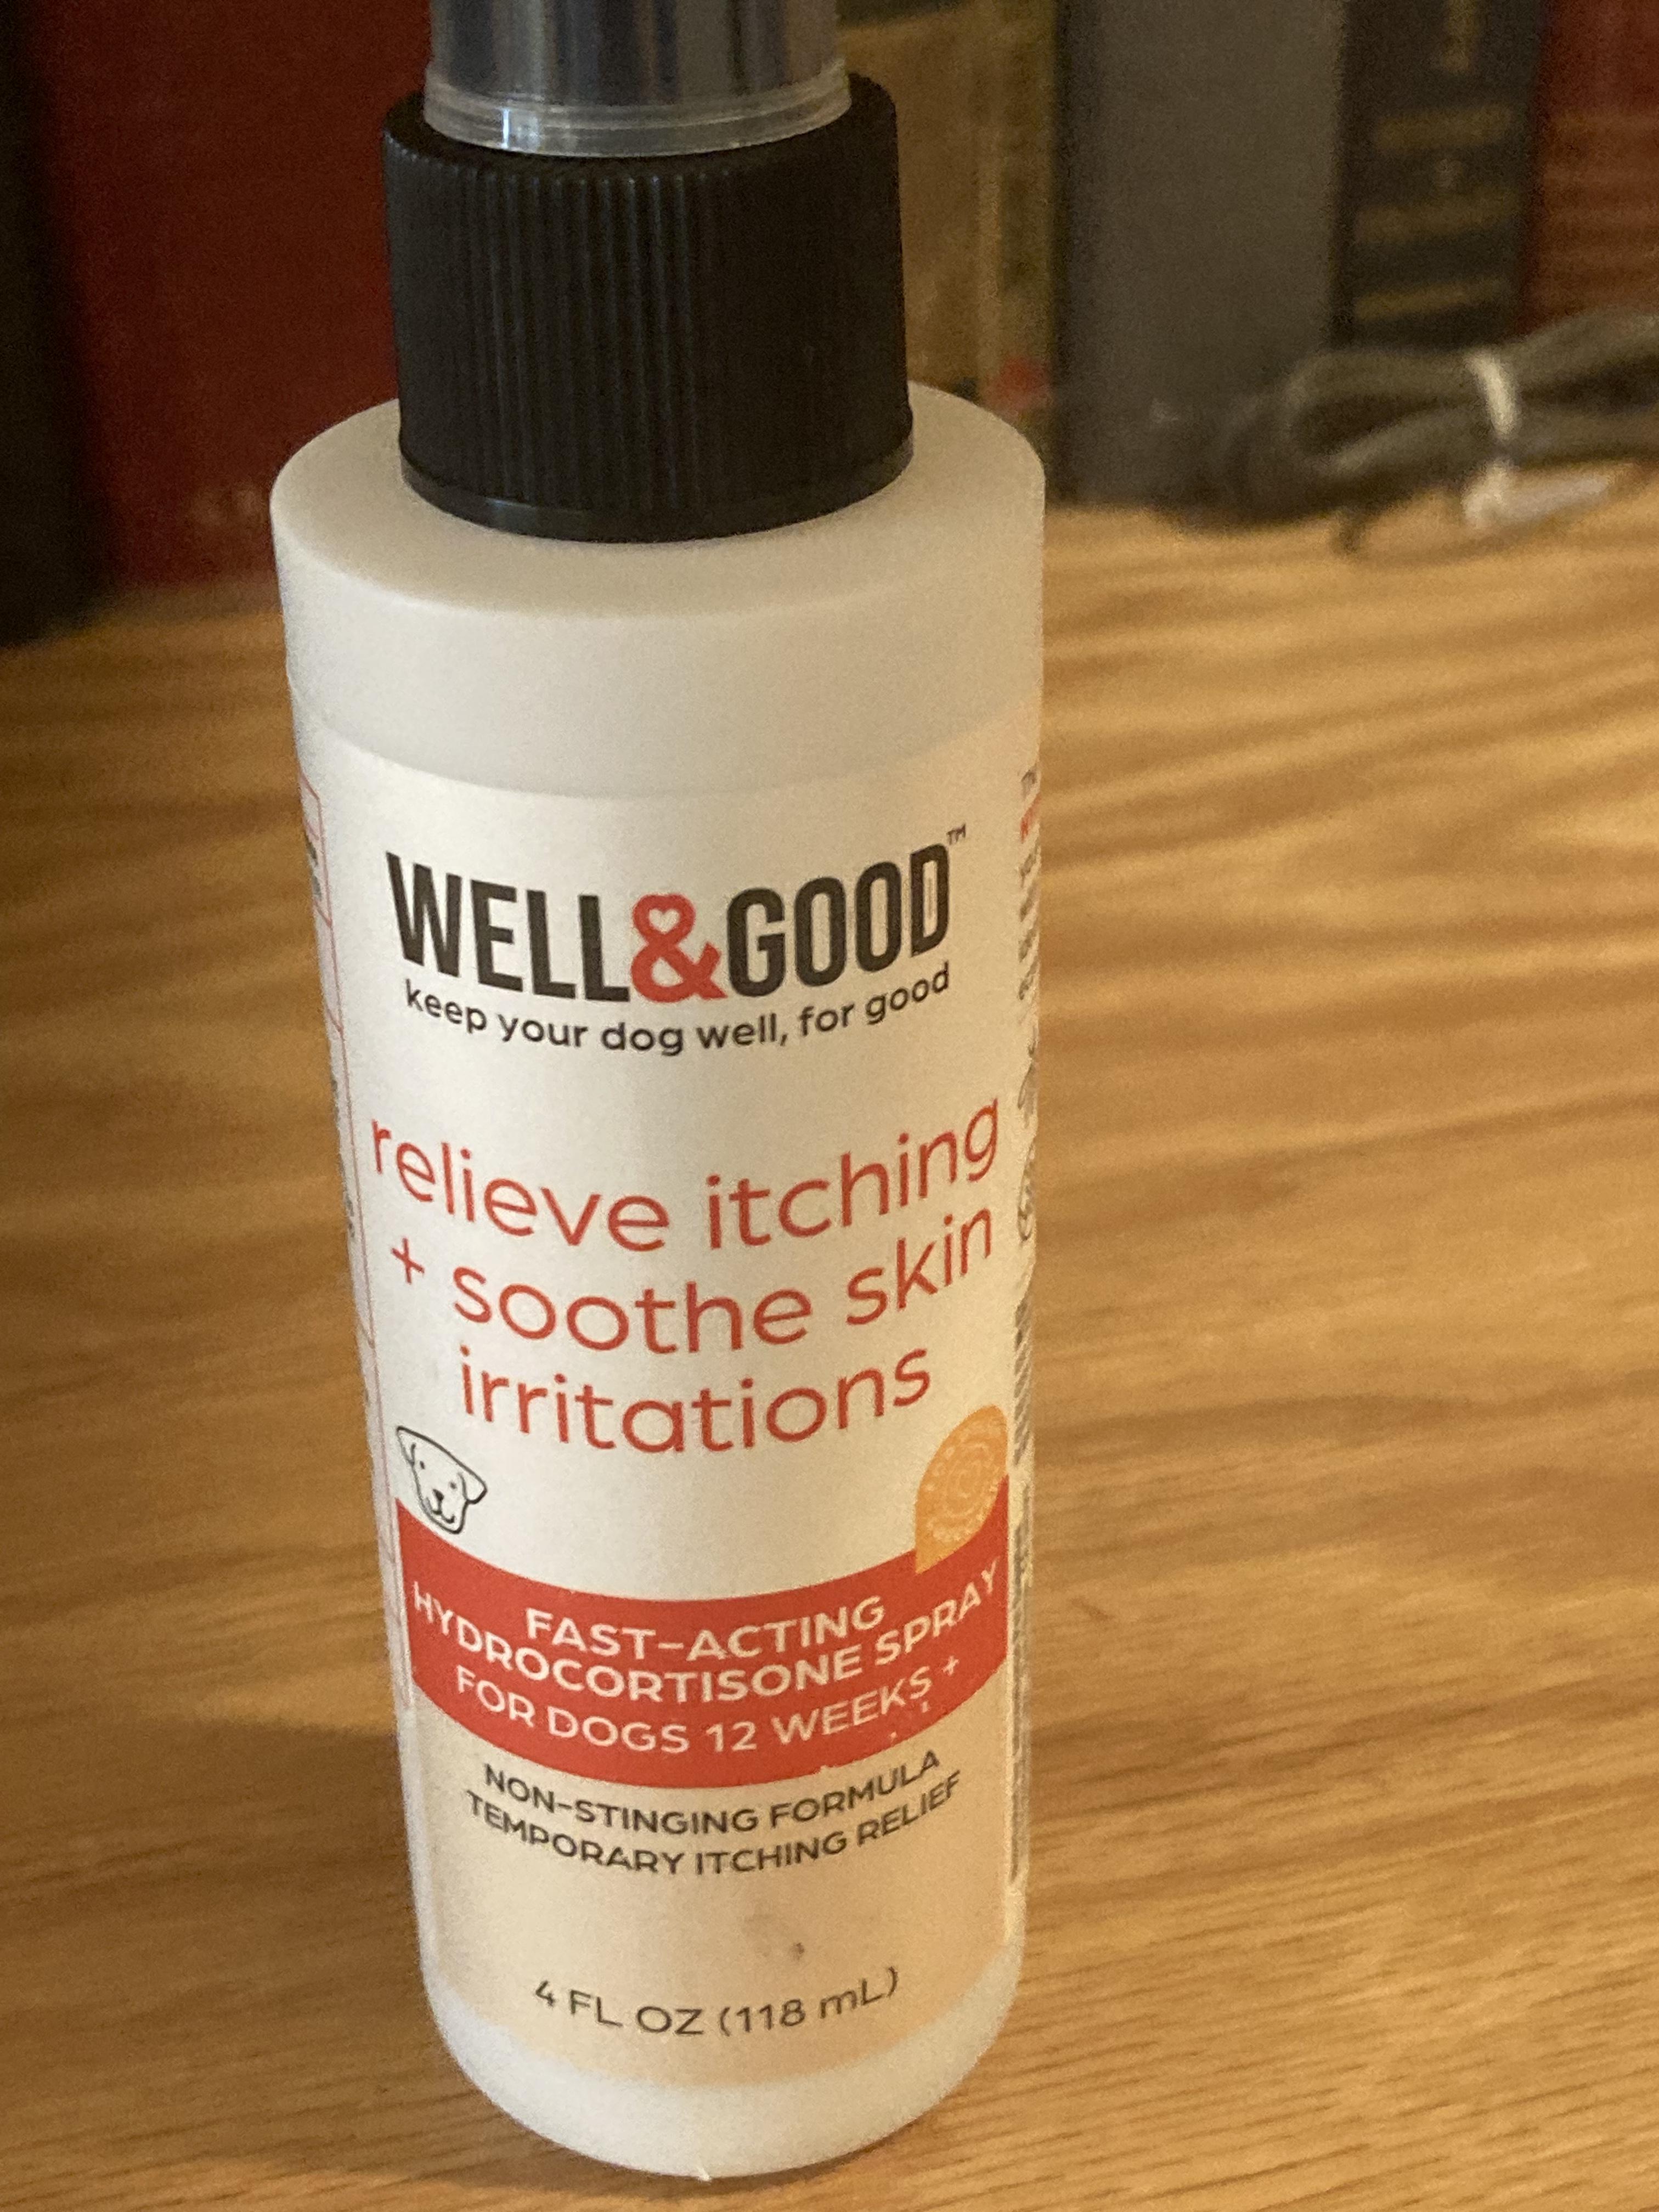 WELL&GOOD™
keep your dog well, for good
relieve itching
+ soothe skin
irritations
FAST-ACTING
HYDROCORTISONE SPRAY
FOR DOGS 12 WEEKS +
NON-STINGING FORMULA
TEMPORARY ITCHING RELIEF
4 FL OZ (118 mL)